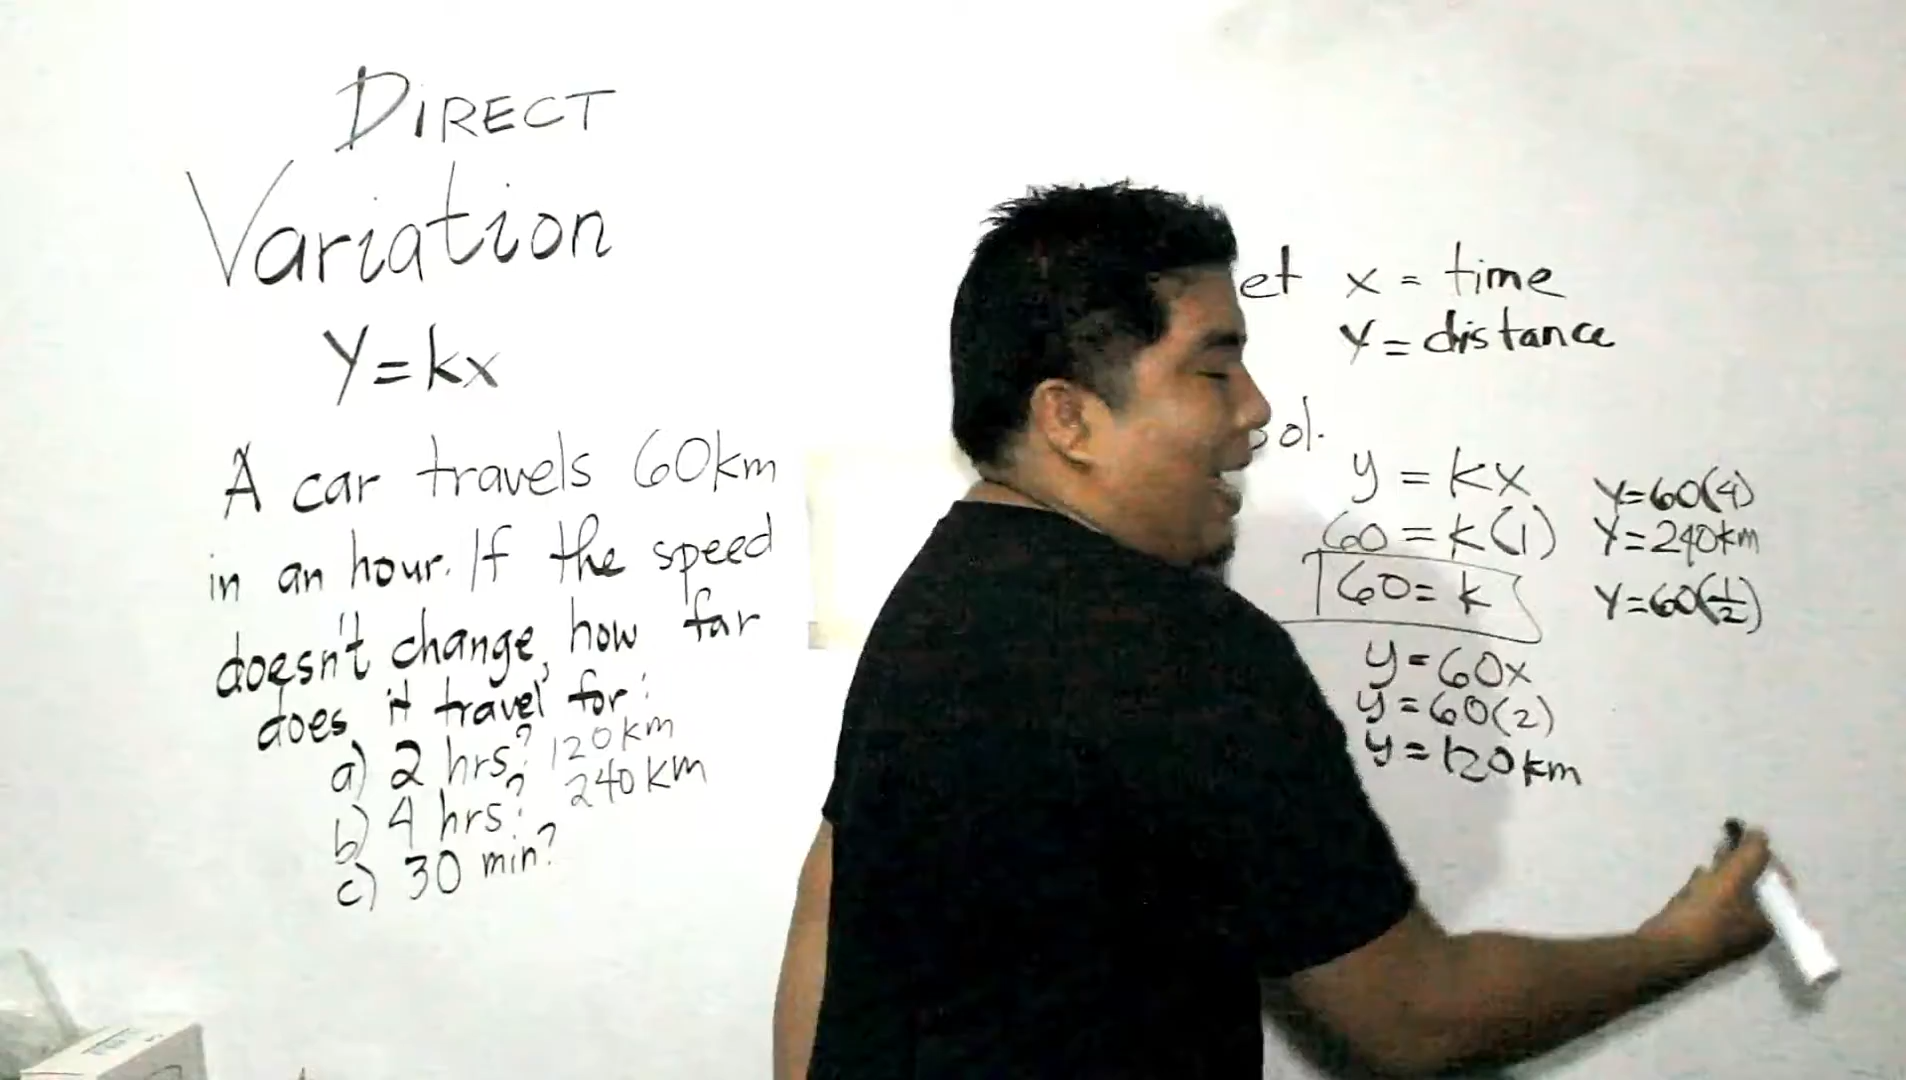 DIRECT
Variation
Y=kx
A car travels 60km
in an hour. If the speed
doesn't change, how far
does it travel for:
a) 2 hrs? 120km
b) 4 hrs? 240km
c) 30 min?
et x = time
y = distance
sol.
y = kx
60 = k(1)
60 = k
y = 60x
y = 60(2)
y = 120km
Y=60(4)
Y=240km
Y=60(1/2)